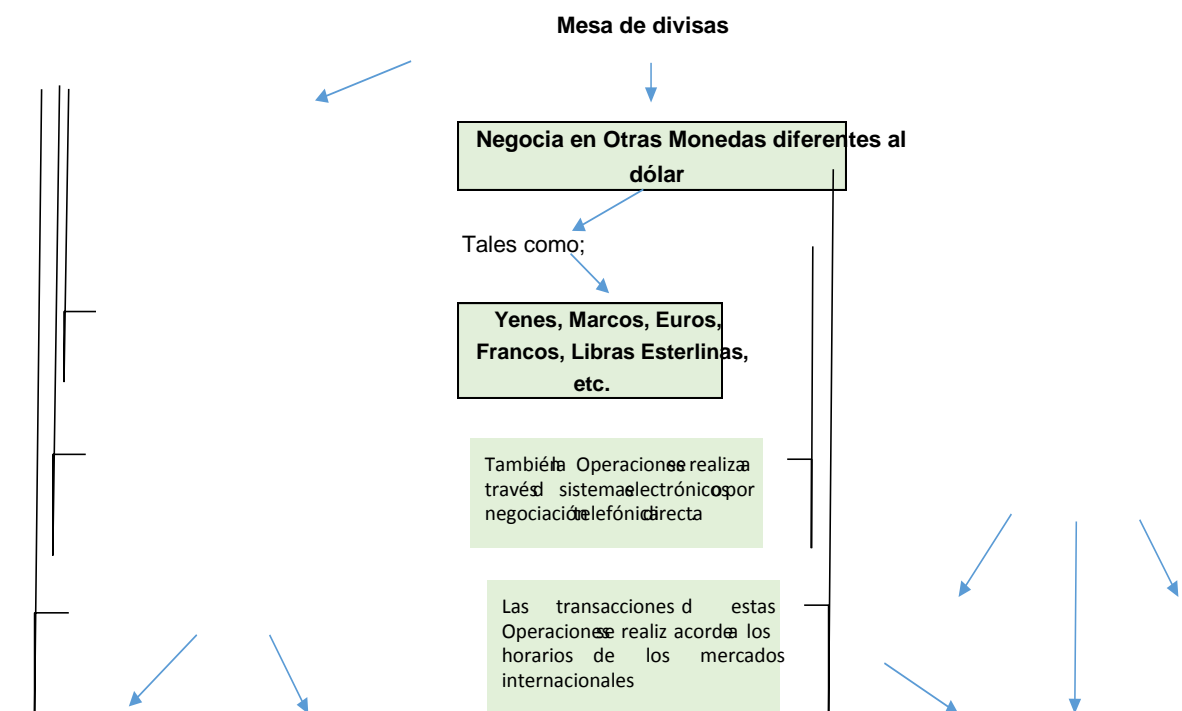 Mesa de divisas
Negocia en Otras Monedas diferentes al
dólar
Tales como;
Yenes, Marcos, Euros,
Francos, Libras Esterlinas,
etc.
También la Operaciones se realiza a
través d sistemas electrónicos o por
negociación telefónica directa.
Las transacciones d estas
Operaciones se realiz acorde a los
horarios de los mercados
internacionales